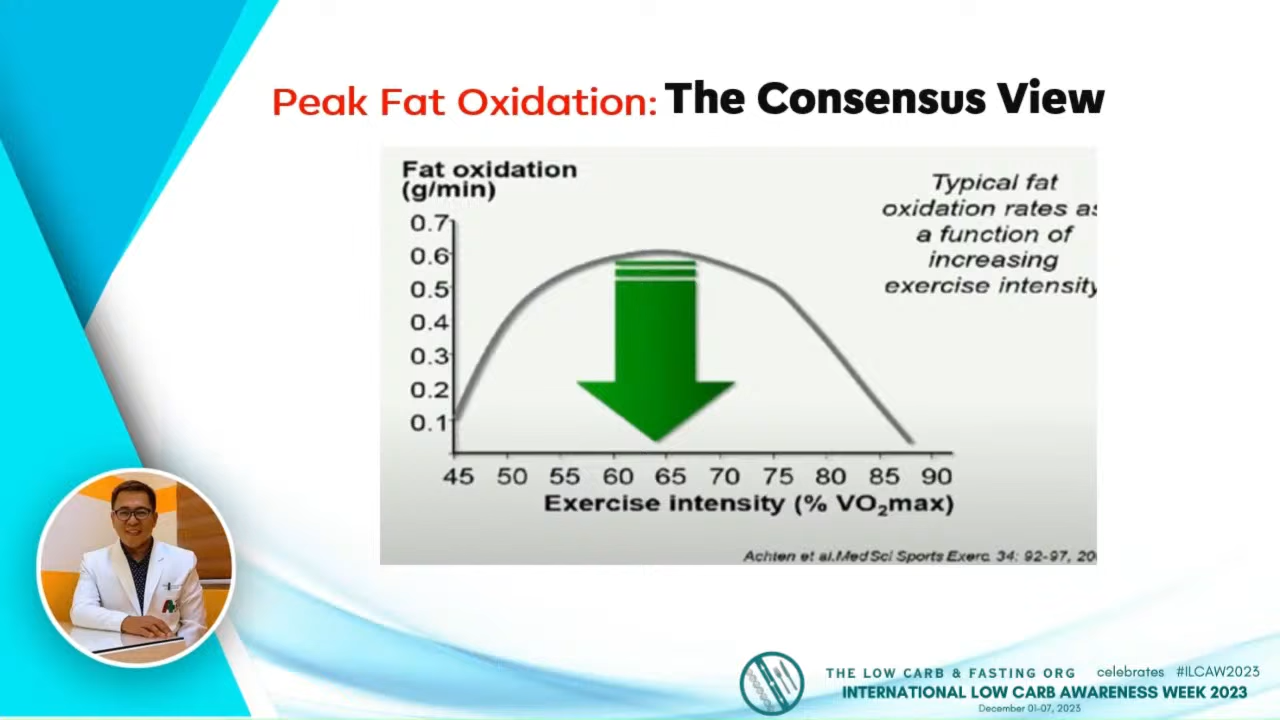 Peak Fat Oxidation: The Consensus View
Fat oxidation
(g/min)
Typical fat
oxidation rates as
a function of
increasing
exercise intensity
0.7
0.6
0.5
0.4
0.3
0.2
0.1
45 50 55 60 65 70 75 80 85 90
Exercise intensity (% VO₂max)
Achten et al. Med Sci Sports Exerc. 34: 92-97, 20
THE LOW CARB & FASTING ORG celebrates #ILCAW2023
INTERNATIONAL LOW CARB AWARENESS WEEK 2023
December 01-07, 2023